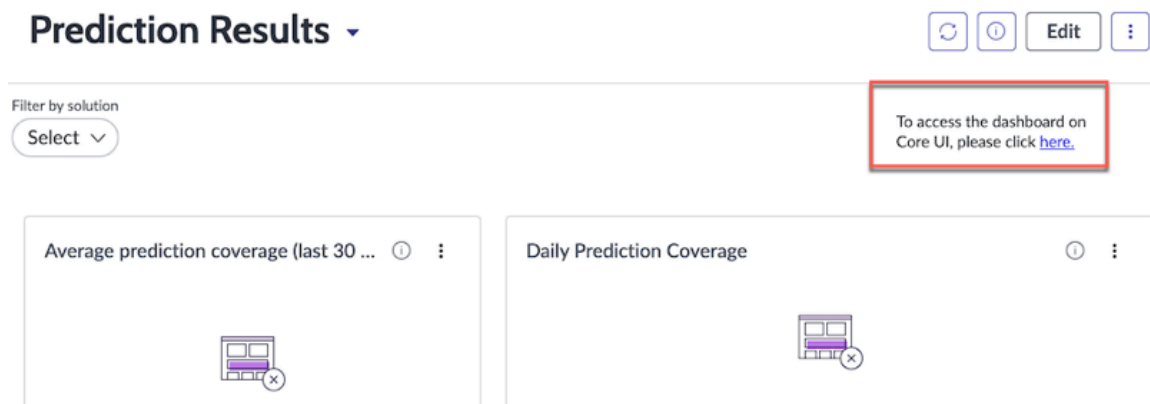 Prediction Results
Edit
Filter by solution
Select
To access the dashboard on
Core UI, please click here.
Average prediction coverage (last 30 ...
Daily Prediction Coverage